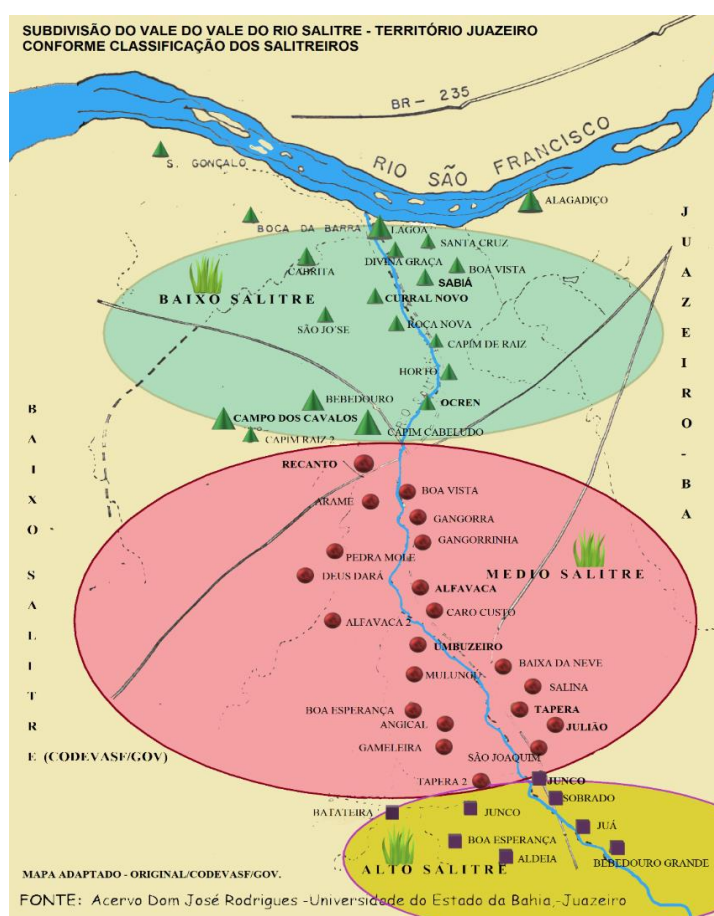 SUBDIVISÃO DO VALE DO VALE DO RIO SALITRE - TERRITÓRIO JUAZEIRO
CONFORME CLASSIFICAÇÃO DOS SALITREIROS
BR - 235
RIO SÃO FRANCISCO
S. GONÇALO
ALAGADIÇO
BOCA DA BARRA
LAGOA
SANTA CRUZ
DIVINA GRAÇA
CABRITA
BOA VISTA
SABIÁ
BAIXO SALITRE
CURRAL NOVO
SÃO JO´SE
ROÇA NOVA
CAPÍM DE RAIZ
HORTO
BEBEDOURO
OCREN
CAMPO DOS CAVALOS
CAPIM CABELUDO
CAPIM RAIZ 2
JUAZEIRO-BA
BAIXO SALITRE (CODEVASF/GOV)
RECANTO
BOA VISTA
ARAME
GANGORRA
GANGORRINHA
PEDRA MOLE
MEDIO SALITRE
DEUS DARÁ
ALFAVACA
CARO CUSTO
ALFAVACA 2
UMBUZEIRO
BAIXA DA NEVE
MULUNGU
SALINA
BOA ESPERANÇA
TAPERA
ANGICAL
JULIÃO
GAMELEIRA
SÃO JOAQUIM
TAPERA 2
JUNCO
SOBRADO
BATATEIRA
JUNCO
JUÁ
BOA ESPERANÇA
BEBEDOURO GRANDE
ALDEIA
ALTO SALITRE
MAPA ADAPTADO - ORIGINAL/CODEVASF/GOV.
FONTE: Acervo Dom José Rodrigues -Universidade do Estado da Bahia,-Juazeiro